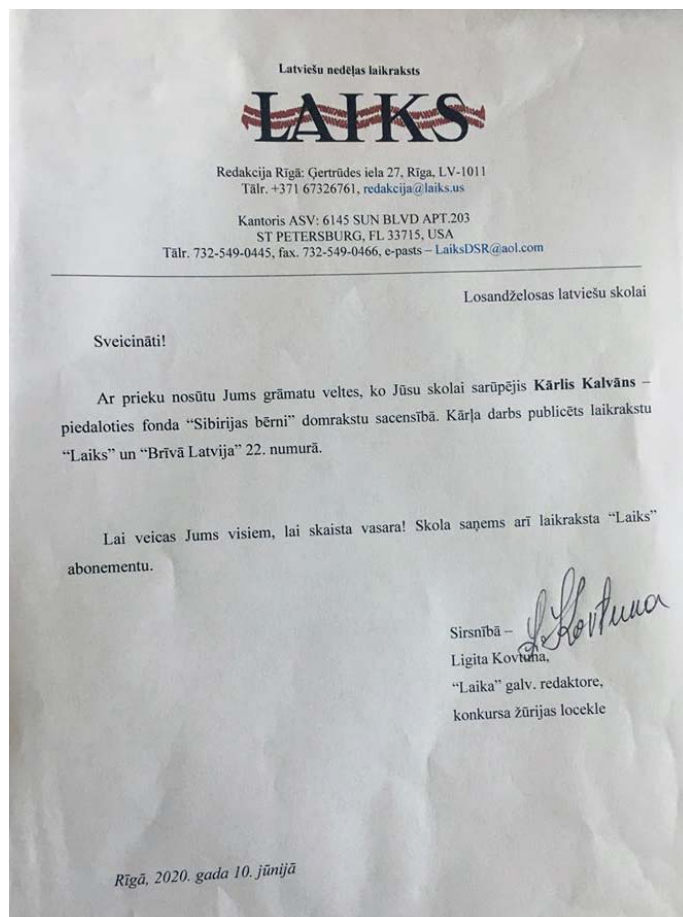 Latviešu nedēļas laikraksts
LAIKS
Redakcija Rīgā: Ģertrūdes iela 27, Rīga, LV-1011
Tālr. +371 67326761, redakcija@laiks.us
Kantoris ASV: 6145 SUN BLVD APT.203
ST PETERSBURG, FL 33715, USA
Tālr. 732-549-0445, fax. 732-549-0466, e-pasts – LaiksDSR@aol.com
Losandželosas latviešu skolai
Sveicināti!
Ar prieku nosūtu Jums grāmatu veltes, ko Jūsu skolai sarūpējis Kārlis Kalvāns –
piedaloties fonda “Sibirijas bērni” domrakstu sacensībā. Kārļa darbs publicēts laikrakstu
“Laiks” un “Brīvā Latvija” 22. numurā.
Lai veicas Jums visiem, lai skaista vasara! Skola saņems arī laikraksta “Laiks”
abonementu.
Sirsnībā –
L. Kovtuna
Ligita Kovtuna,
“Laika” galv. redaktore,
konkursa žūrijas locekle
Rīgā, 2020. gada 10. jūnijā